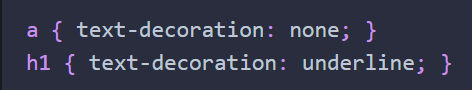 a { text-decoration: none; }
h1 { text-decoration: underline; }